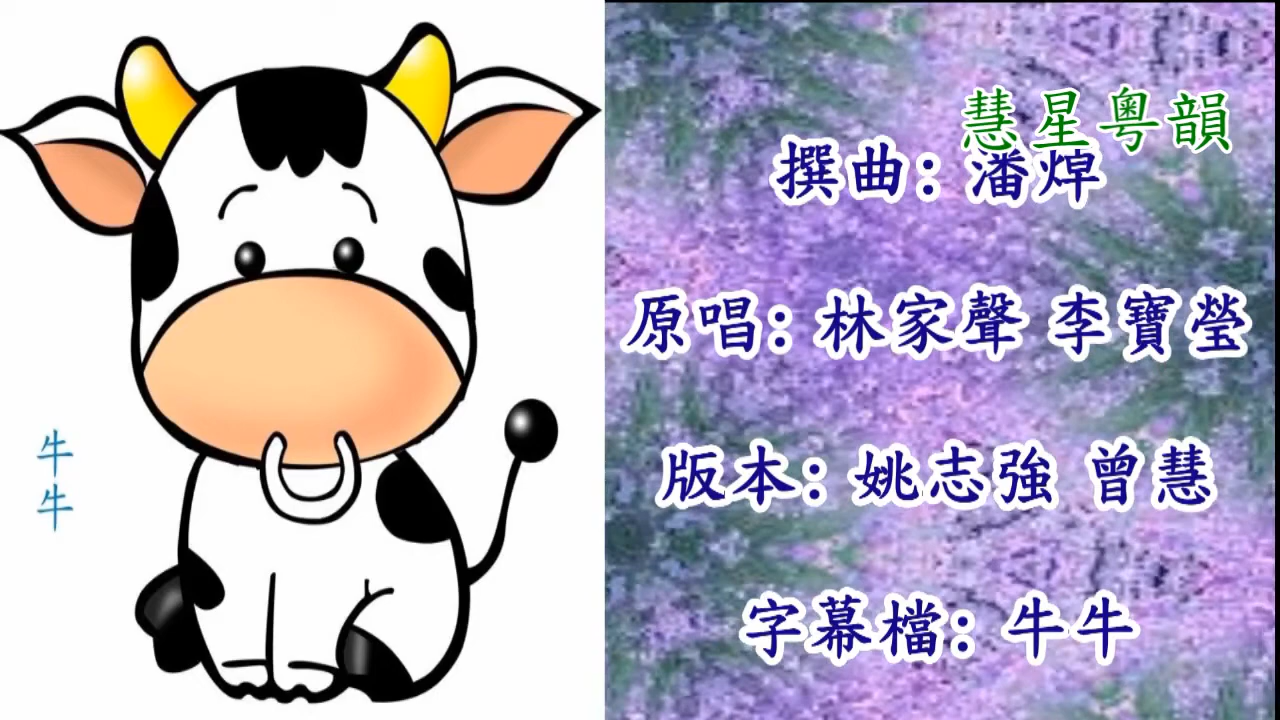 慧星粵韻
撰曲: 潘焯
原唱: 林家聲 李寶瑩
版本: 姚志強 曾慧
字幕檔: 牛牛
牛牛